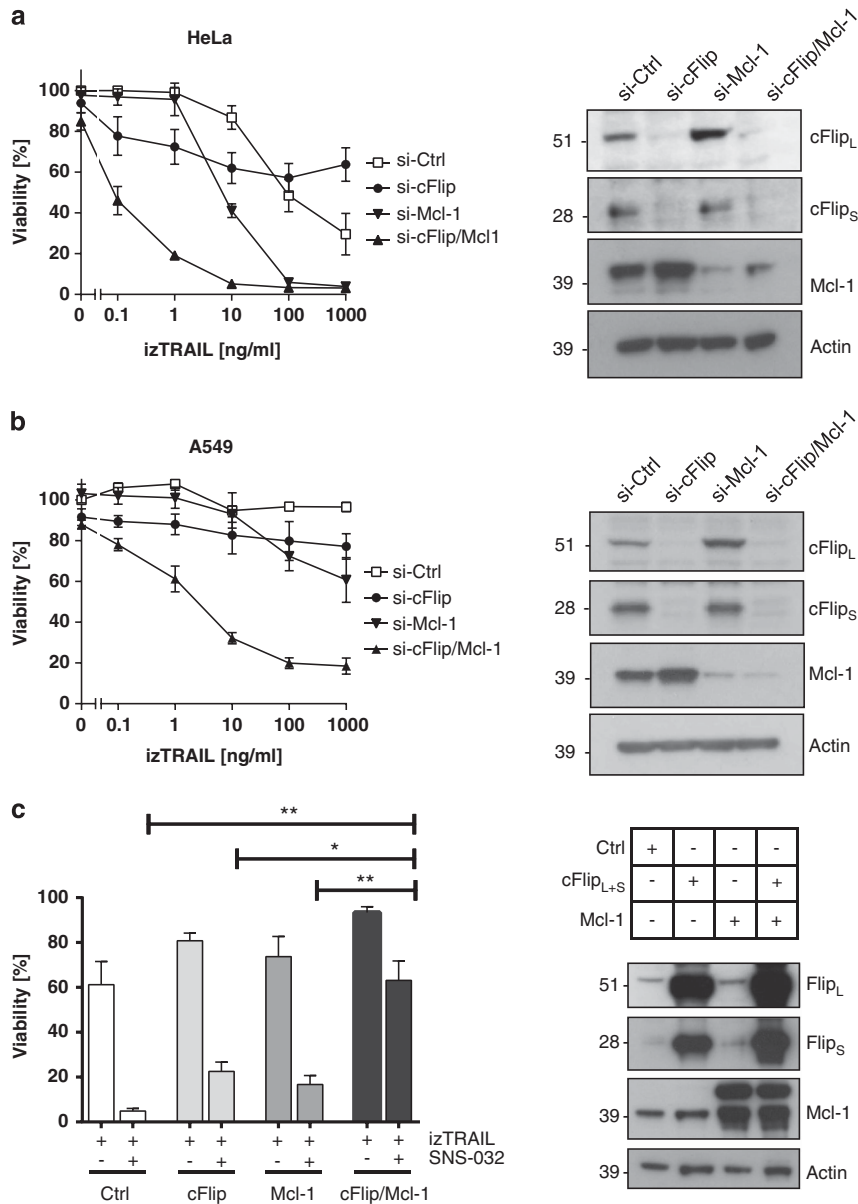 a
HeLa
100
80
60
40
20
0
Viability [%]
0 0.1 1 10 100 1000
izTRAIL [ng/ml]
si-Ctrl
si-cFlip
si-Mcl-1
si-cFlip/Mcl1
si-Ctrl si-cFlip si-Mcl-1 si-cFlip/Mcl-1
51 cFlipL
28 cFlipS
39 Mcl-1
39 Actin
b
A549
100
80
60
40
20
0
Viability [%]
0 0.1 1 10 100 1000
izTRAIL [ng/ml]
si-Ctrl
si-cFlip
si-Mcl-1
si-cFlip/Mcl-1
si-Ctrl si-cFlip si-Mcl-1 si-cFlip/Mcl-1
51 cFlipL
28 cFlipS
39 Mcl-1
39 Actin
c
**
*
**
100
80
60
40
20
0
Viability [%]
+ + + + + + + + izTRAIL
- + - + - + - + SNS-032
Ctrl cFlip Mcl-1 cFlip/Mcl-1
Ctrl + - - -
cFlipL+S - + - +
Mcl-1 - - + +
51 FlipL
28 FlipS
39 Mcl-1
39 Actin